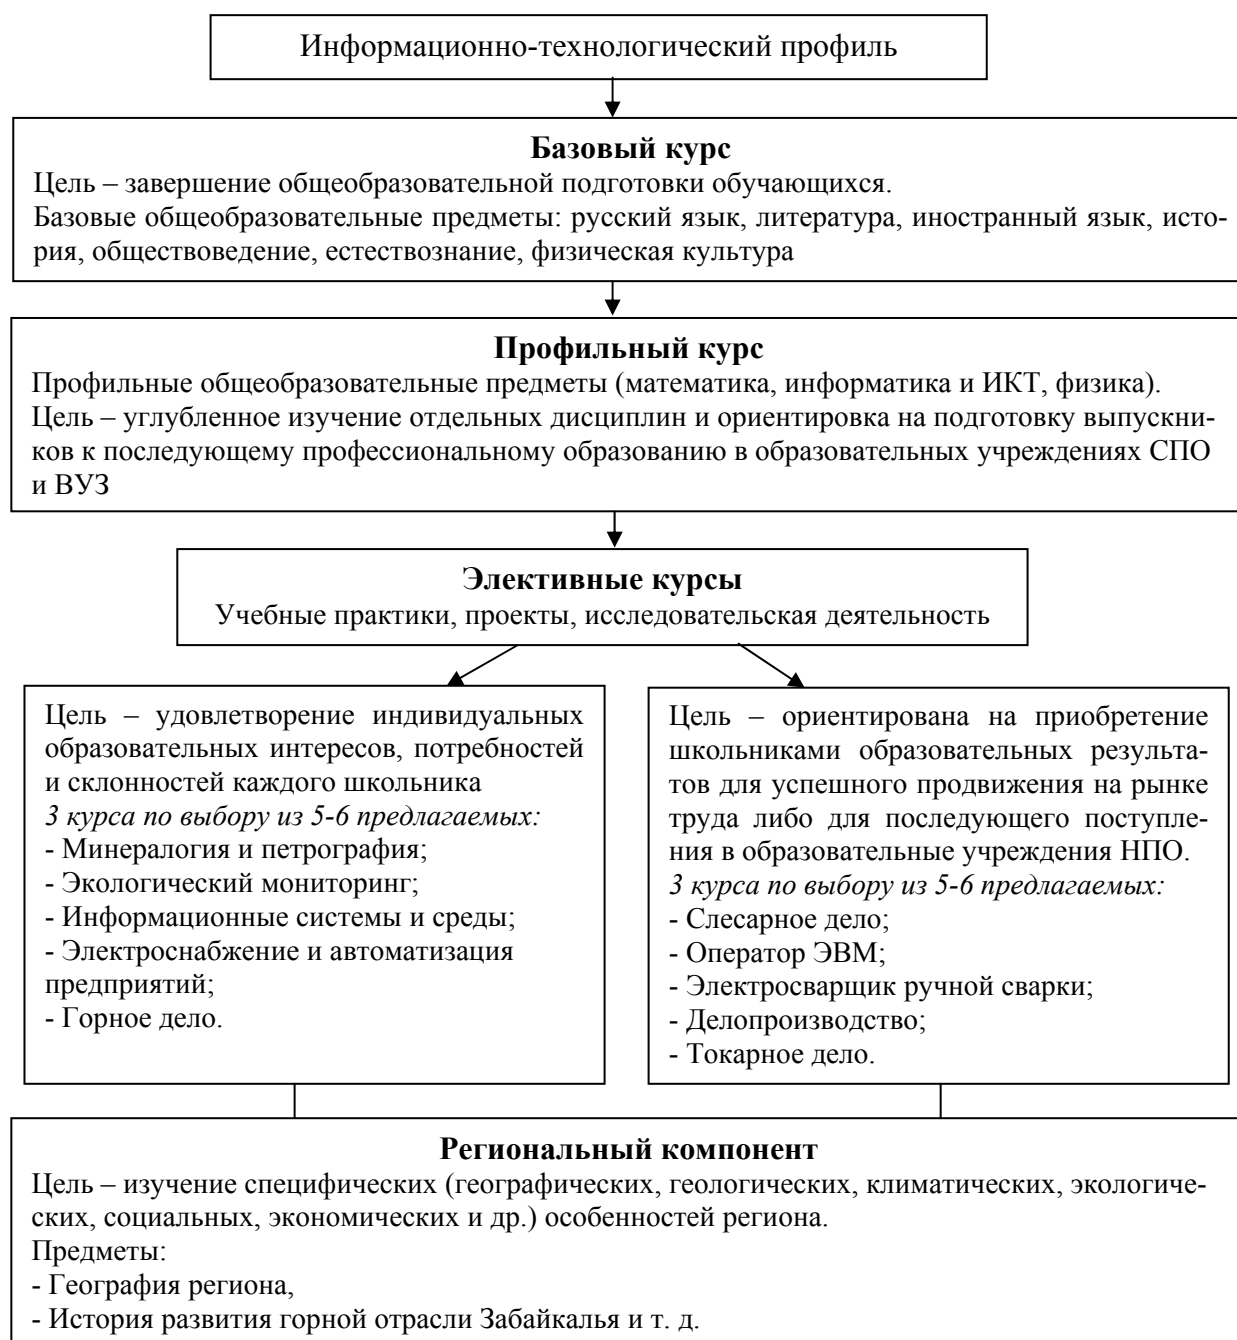 Информационно-технологический профиль
Базовый курс
Цель – завершение общеобразовательной подготовки обучающихся.
Базовые общеобразовательные предметы: русский язык, литература, иностранный язык, исто-
рия, обществоведение, естествознание, физическая культура
Профильный курс
Профильные общеобразовательные предметы (математика, информатика и ИКТ, физика).
Цель – углубленное изучение отдельных дисциплин и ориентировка на подготовку выпускни-
ков к последующему профессиональному образованию в образовательных учреждениях СПО
и ВУЗ
Элективные курсы
Учебные практики, проекты, исследовательская деятельность
Цель – удовлетворение индивидуальных
образовательных интересов, потребностей
и склонностей каждого школьника
3 курса по выбору из 5-6 предлагаемых:
- Минералогия и петрография;
- Экологический мониторинг;
- Информационные системы и среды;
- Электроснабжение и автоматизация
предприятий;
- Горное дело.
Цель – ориентирована на приобретение
школьниками образовательных результа-
тов для успешного продвижения на рынке
труда либо для последующего поступле-
ния в образовательные учреждения НПО.
3 курса по выбору из 5-6 предлагаемых:
- Слесарное дело;
- Оператор ЭВМ;
- Электросварщик ручной сварки;
- Делопроизводство;
- Токарное дело.
Региональный компонент
Цель – изучение специфических (географических, геологических, климатических, экологиче-
ских, социальных, экономических и др.) особенностей региона.
Предметы:
- География региона,
- История развития горной отрасли Забайкалья и т. д.